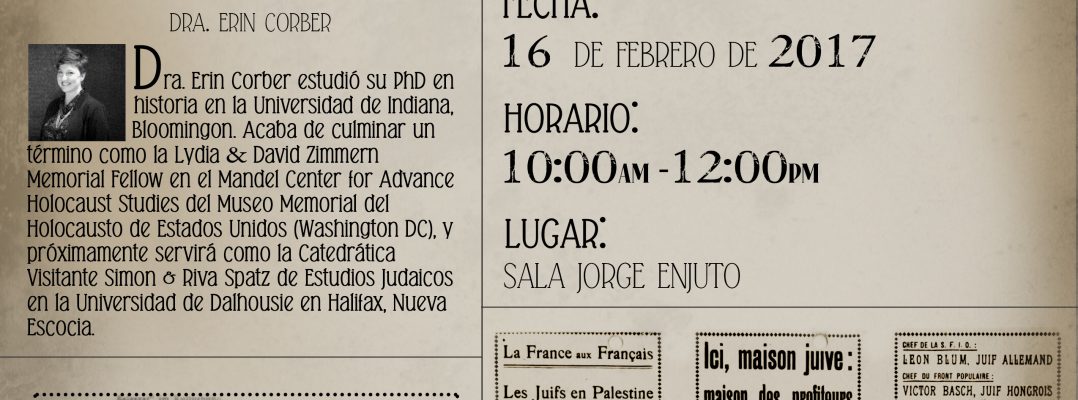 DRA. ERIN CORBER
Dra. Erin Corber estudió su PhD en
historia en la Universidad de Indiana,
Bloomingon. Acaba de culminar un
término como la Lydia & David Zimmern
Memorial Fellow en el Mandel Center for Advance
Holocaust Studies del Museo Memorial del
Holocausto de Estados Unidos (Washington DC), y
próximamente servirá como la Catedrática
Visitante Simon & Riva Spatz de Estudios Judaicos
en la Universidad de Dalhousie en Halifax, Nueva
Escocia.
FECHA:
16 DE FEBRERO DE 2017
HORARIO:
10:00AM -12:00PM
LUGAR:
SALA JORGE ENJUTO
La France aux Français
Les Juifs en Palestine
Ici, maison juive:
maison des profiteurs
CHEF DE LA S. F. I. O. :
LEON BLUM, JUIF ALLEMAND
CHEF DU FRONT POPULAIRE :
VICTOR BASCH, JUIF HONGROIS